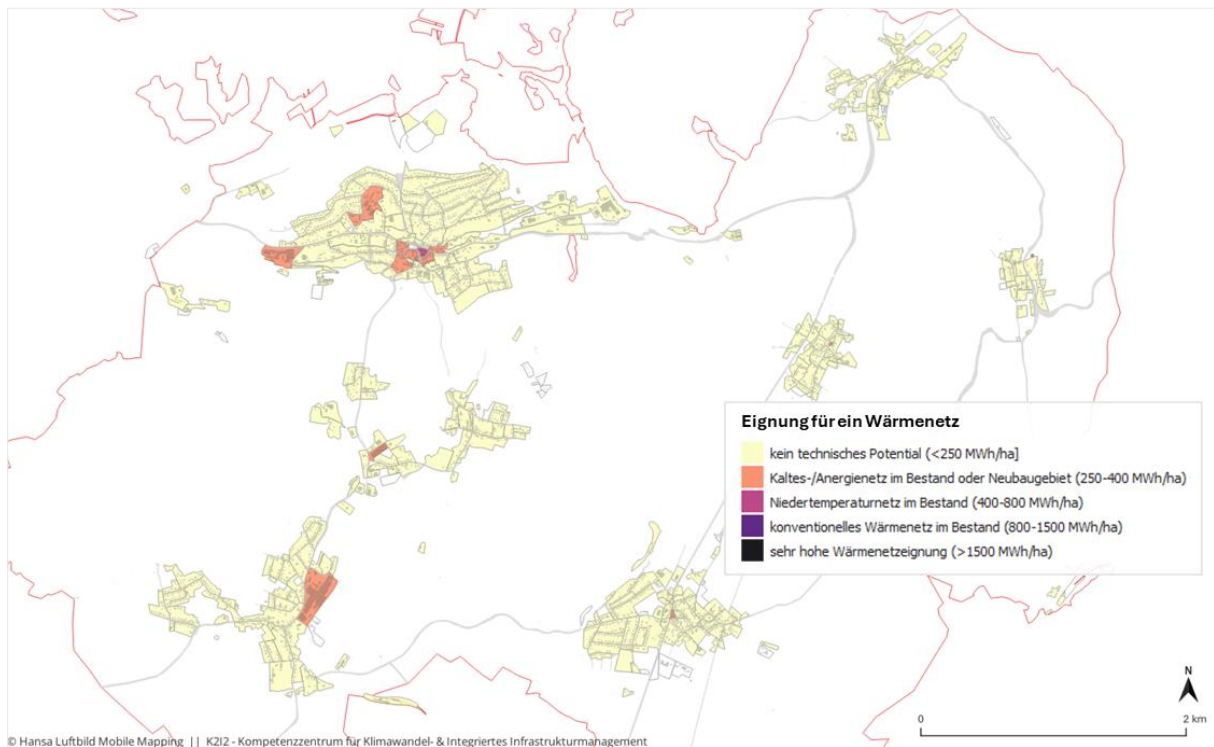 Eignung für ein Wärmenetz
kein technisches Potential (<250 MWh/ha]
Kaltes-/Anergienetz im Bestand oder Neubaugebiet (250-400 MWh/ha)
Niedertemperaturnetz im Bestand (400-800 MWh/ha)
konventionelles Wärmenetz im Bestand (800-1500 MWh/ha)
sehr hohe Wärmenetzeignung (>1500 MWh/ha)
N
0 2 km
© Hansa Luftbild Mobile Mapping || K2I2 - Kompetenzzentrum für Klimawandel- & Integriertes Infrastrukturmanagement